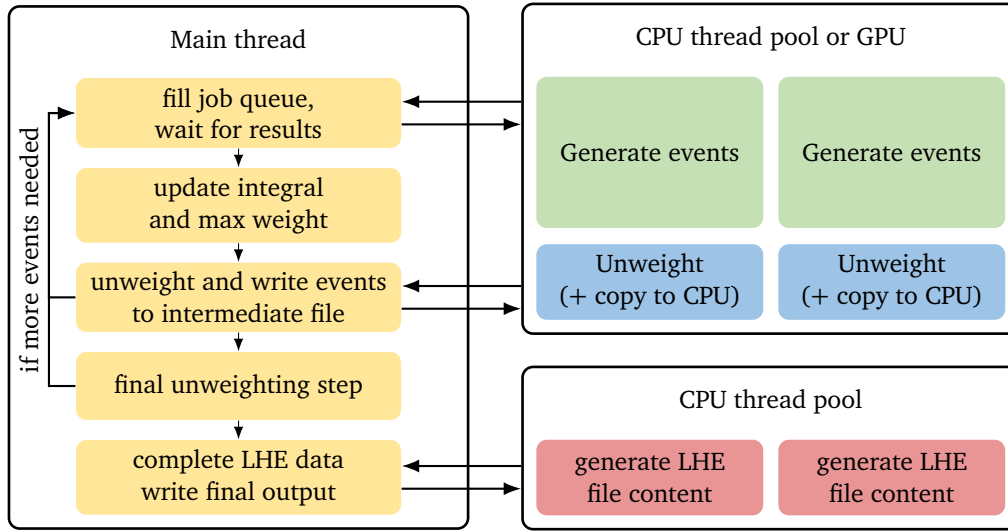 Main thread
fill job queue,
wait for results
update integral
and max weight
unweight and write events
to intermediate file
final unweighting step
complete LHE data
write final output
if more events needed
CPU thread pool or GPU
Generate events
Generate events
Unweight
(+ copy to CPU)
Unweight
(+ copy to CPU)
CPU thread pool
generate LHE
file content
generate LHE
file content